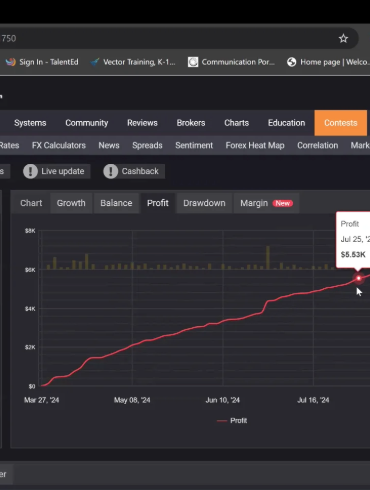 750
Sign In - TalentEd Vector Training, K-1... Communication Por... Home page | Welco
Systems Community Reviews Brokers Charts Education Contests
Rates FX Calculators News Spreads Sentiment Forex Heat Map Correlation Mark
s Live update Cashback
Chart Growth Balance Profit Drawdown Margin New
Profit
Jul 25, '2
$5.53K
$8K
$6K
$4K
$2K
$0
Mar 27, '24 May 08, '24 Jun 10, '24 Jul 16, '24
Profit
er